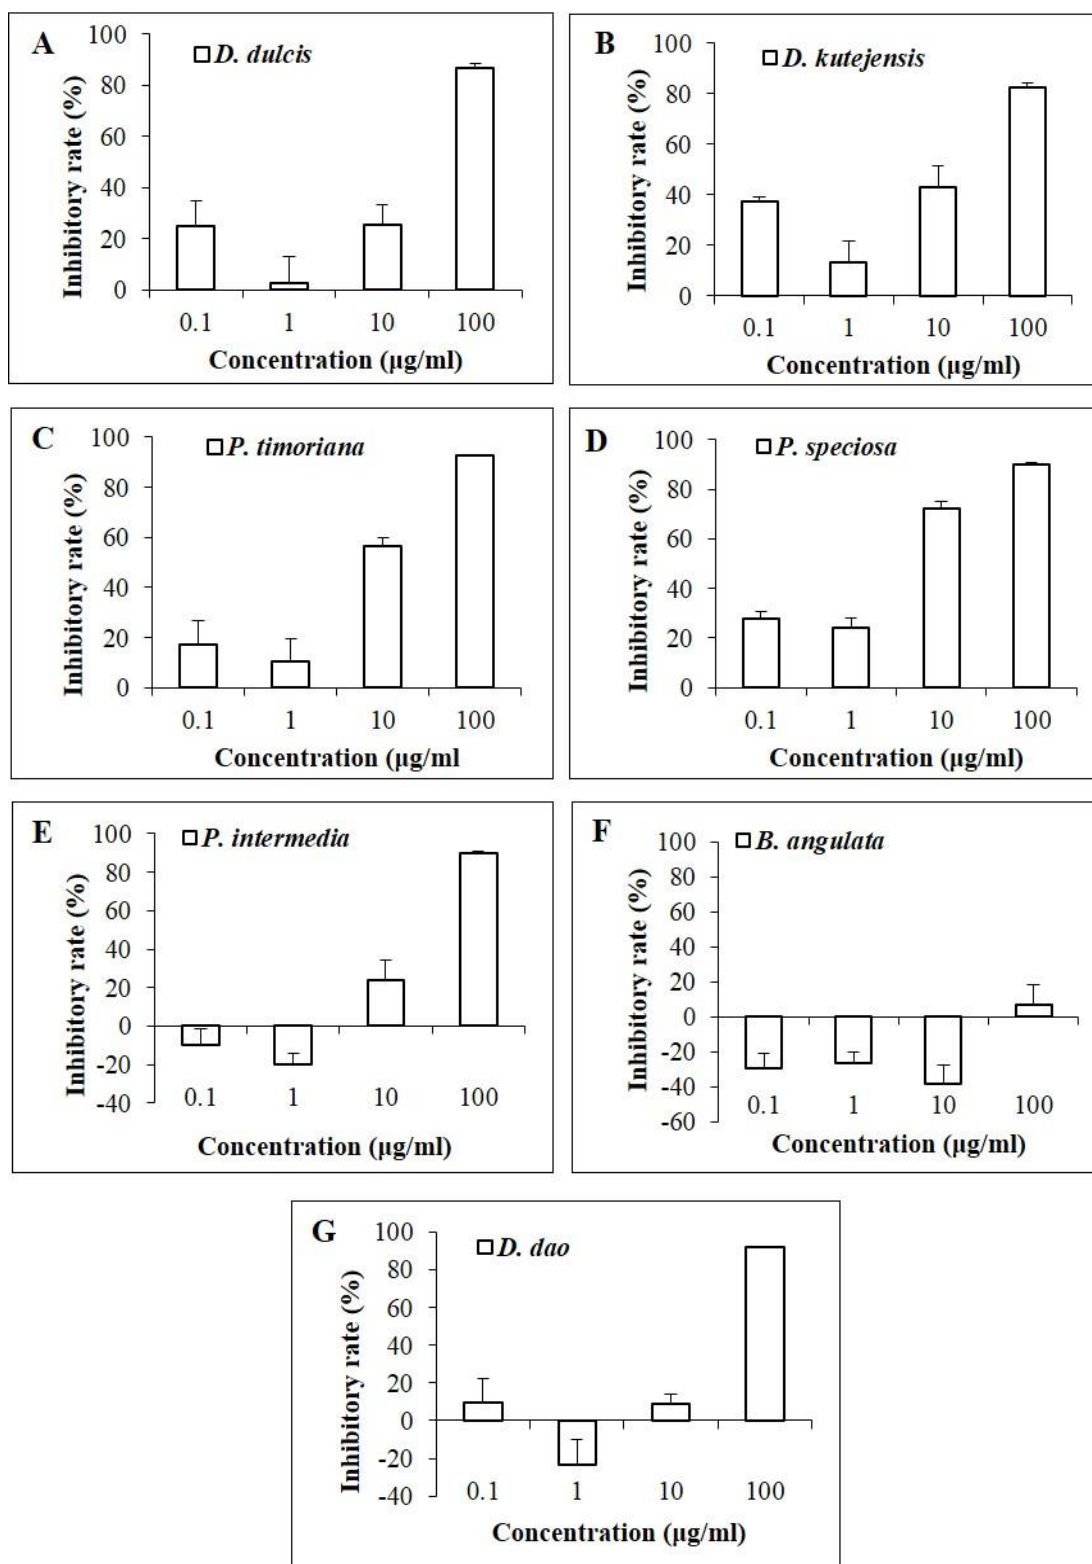 A
D. dulcis
Inhibitory rate (%)
100
80
60
40
20
0
0.1 1 10 100
Concentration (μg/ml)
B
D. kutejensis
Inhibitory rate (%)
100
80
60
40
20
0
0.1 1 10 100
Concentration (μg/ml)
C
P. timoriana
Inhibitory rate (%)
100
80
60
40
20
0
0.1 1 10 100
Concentration (μg/ml
D
P. speciosa
Inhibitory rate (%)
100
80
60
40
20
0
0.1 1 10 100
Concentration (μg/ml)
E
P. intermedia
Inhibitory rate (%)
100
80
60
40
20
0
-20
-40
0.1 1 10 100
Concentration (μg/ml)
F
B. angulata
Inhibitory rate (%)
100
80
60
40
20
0
-20
-40
-60
0.1 1 10 100
Concentration (μg/ml)
G
D. dao
Inhibitory rate (%)
100
80
60
40
20
0
-20
-40
0.1 1 10 100
Concentration (μg/ml)